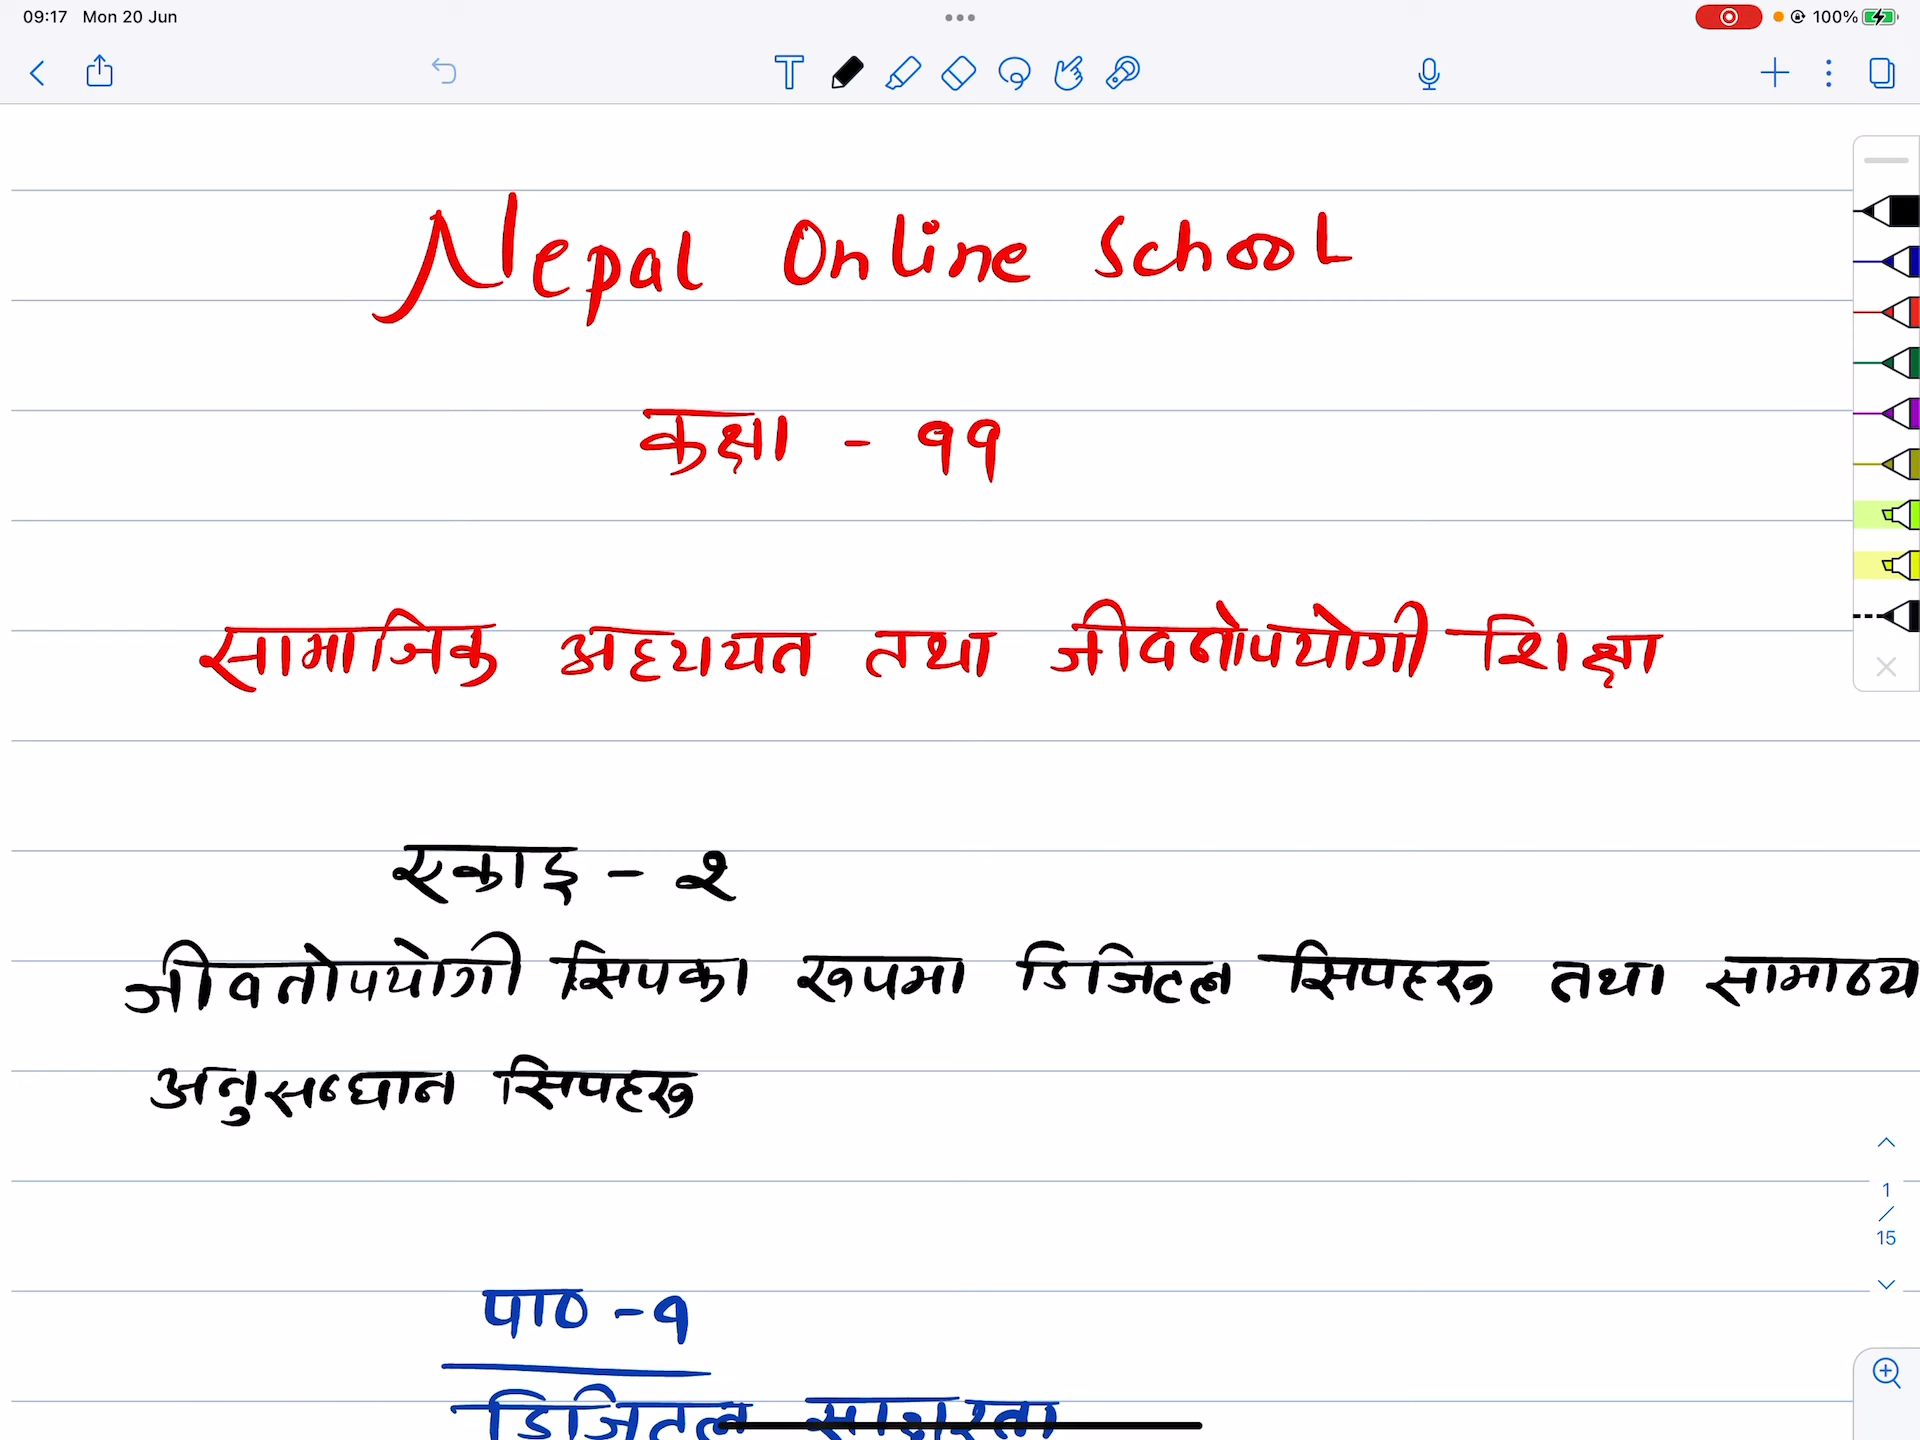 09:17 Mon 20 Jun
100%
Nepal Online School
कक्षा - ११
सामाजिक अध्ययन तथा जीवनोपयोगी शिक्षा
एकाइ - २
जीवनोपयोगी सिपका रूपमा डिजिटल सिपहरू तथा सामान्य
अनुसन्धान सिपहरू
1
/
15
पाठ - १
डिजिटल साक्षरता